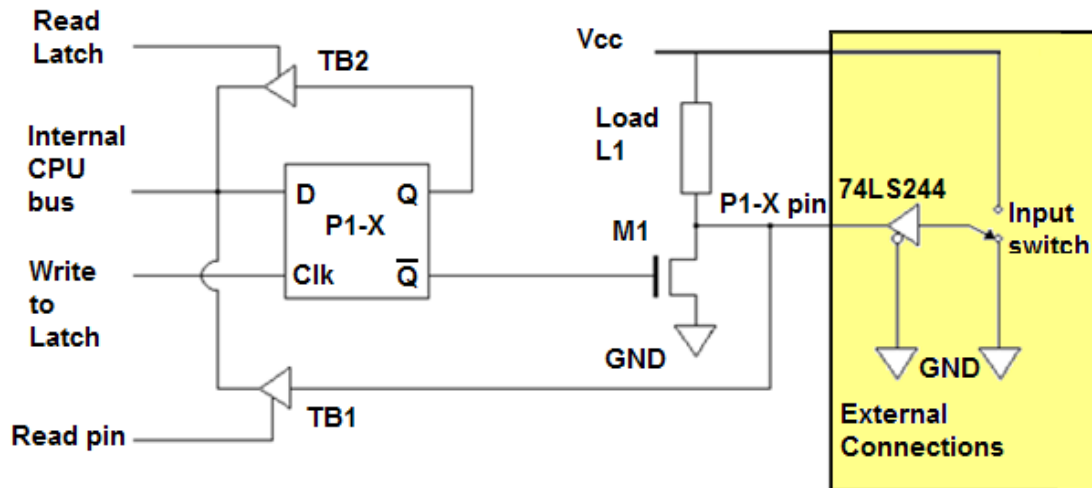 Read
Latch
TB2
Vcc
Internal
CPU
bus
Load
L1
D
Q
P1-X
P1-X pin
74LS244
Input
switch
M1
Write
to
Latch
Clk
Q̅
GND
GND
TB1
Read pin
External
Connections